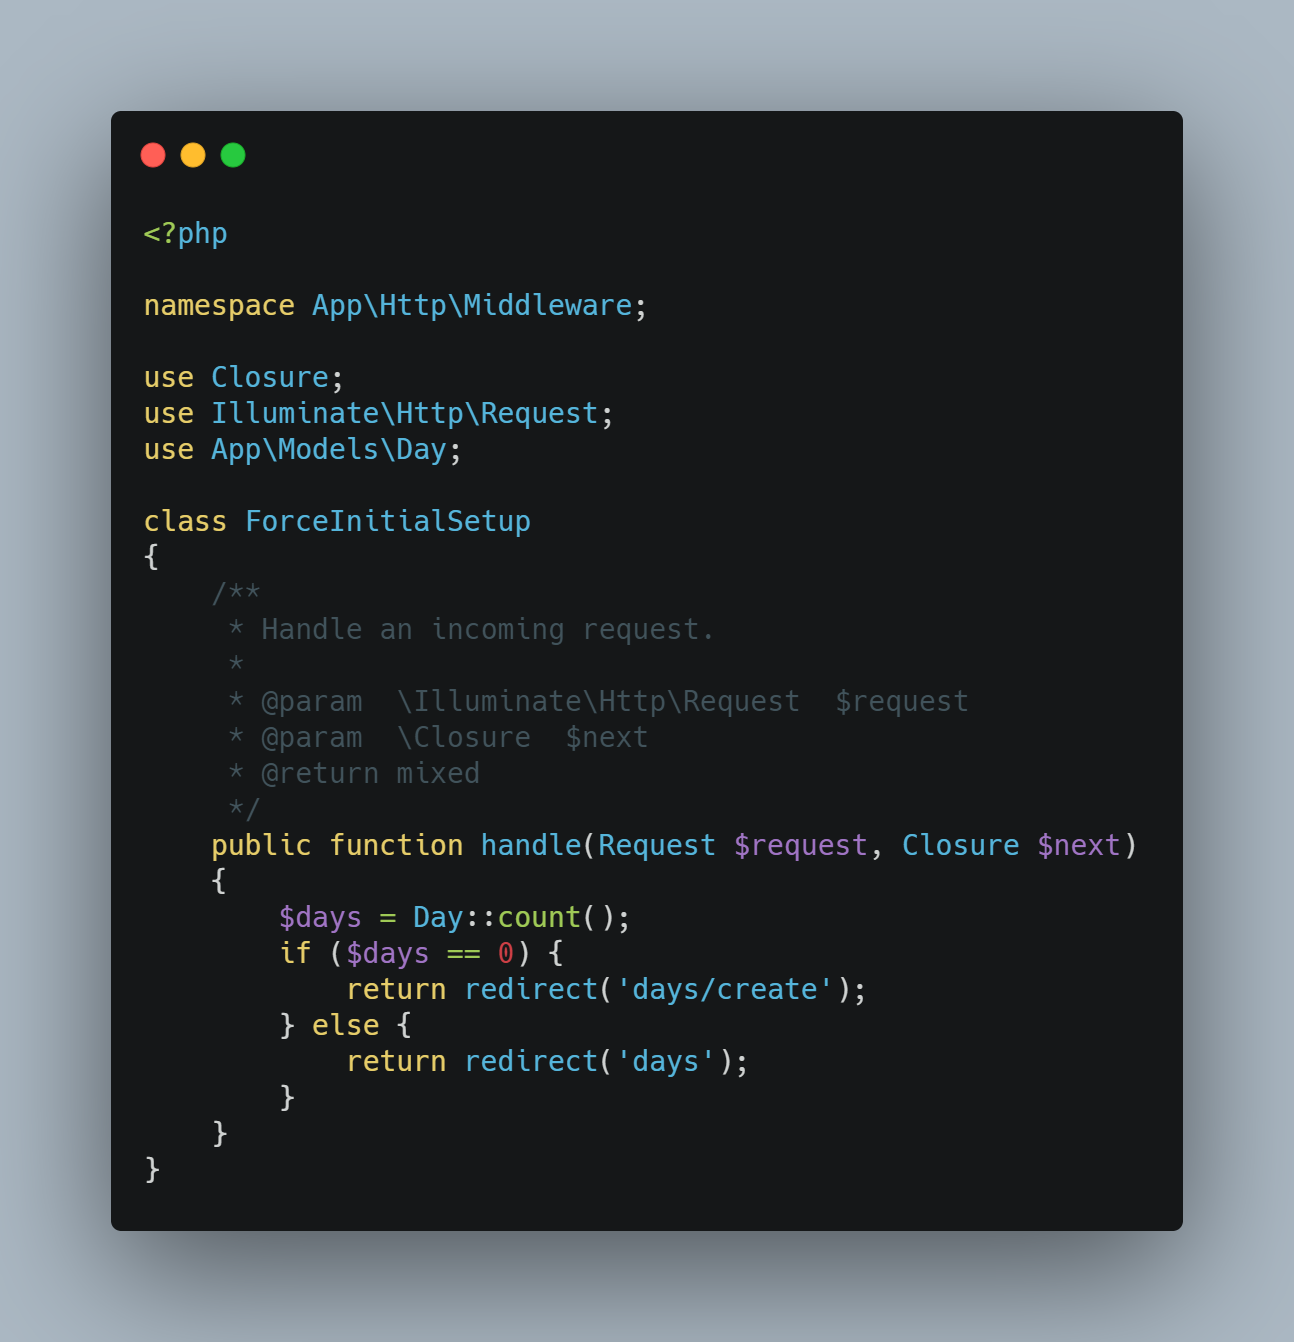 <?php
namespace App\Http\Middleware;
use Closure;
use Illuminate\Http\Request;
use App\Models\Day;
class ForceInitialSetup
{
    /**
     * Handle an incoming request.
     *
     * @param  \Illuminate\Http\Request  $request
     * @param  \Closure  $next
     * @return mixed
     */
    public function handle(Request $request, Closure $next)
    {
        $days = Day::count();
        if ($days == 0) {
            return redirect('days/create');
        } else {
            return redirect('days');
        }
    }
}